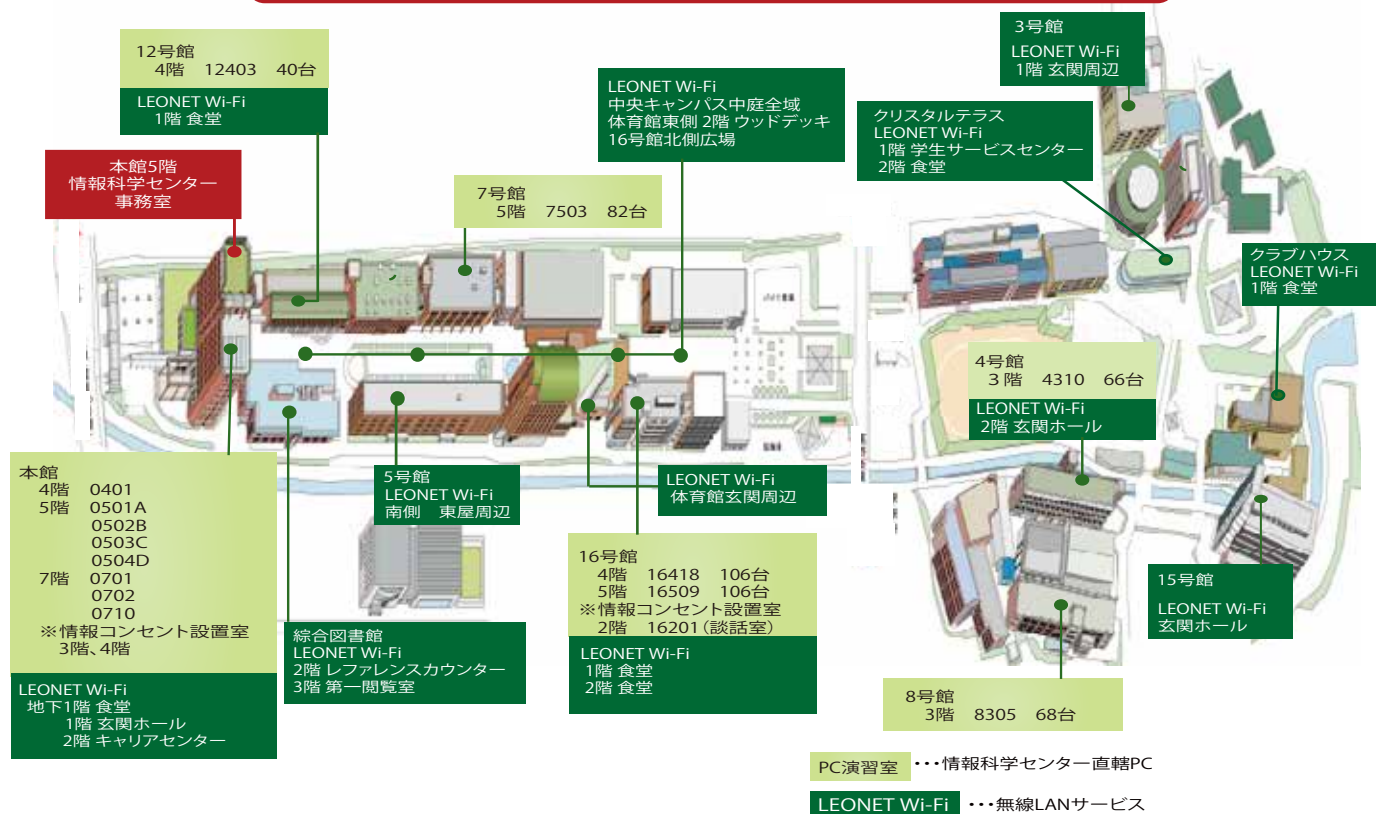 12号館
4階 12403 40台
LEONET Wi-Fi
1階 食堂
本館5階
情報科学センター
事務室
7号館
5階 7503 82台
LEONET Wi-Fi
中央キャンパス中庭全域
体育館東側 2階 ウッドデッキ
16号館北側広場
3号館
LEONET Wi-Fi
1階 玄関周辺
クリスタルテラス
LEONET Wi-Fi
1階 学生サービスセンター
2階 食堂
クラブハウス
LEONET Wi-Fi
1階 食堂
4号館
3 階 4310 66台
LEONET Wi-Fi
2階 玄関ホール
本館
4階 0401
5階 0501A
0502B
0503C
0504D
7階 0701
0702
0710
※情報コンセント設置室
3階、4階
LEONET Wi-Fi
地下1階 食堂
1階 玄関ホール
2階 キャリアセンター
5号館
LEONET Wi-Fi
南側 東屋周辺
LEONET Wi-Fi
体育館玄関周辺
綜合図書館
LEONET Wi-Fi
2階 レファレンスカウンター
3階 第一閲覧室
16号館
4階 16418 106台
5階 16509 106台
※情報コンセント設置室
2階 16201（談話室）
LEONET Wi-Fi
1階 食堂
2階 食堂
15号館
LEONET Wi-Fi
玄関ホール
8号館
3階 8305 68台
PC演習室 ･･･情報科学センター直轄PC
LEONET Wi-Fi ･･･無線LANサービス